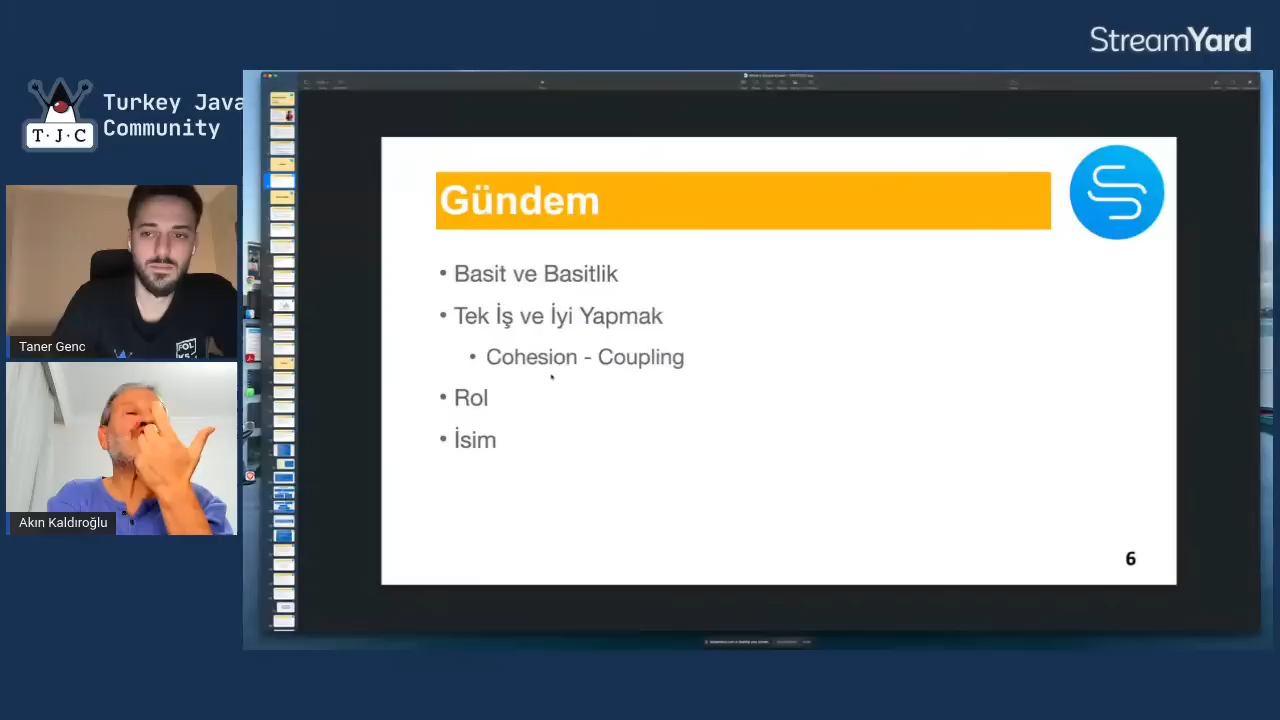 StreamYard
Turkey Java
Community
T·J·C
Gündem
• Basit ve Basitlik
• Tek İş ve İyi Yapmak
• Cohesion - Coupling
• Rol
• İsim
6
Taner Genc
FOL
Akın Kaldıroğlu